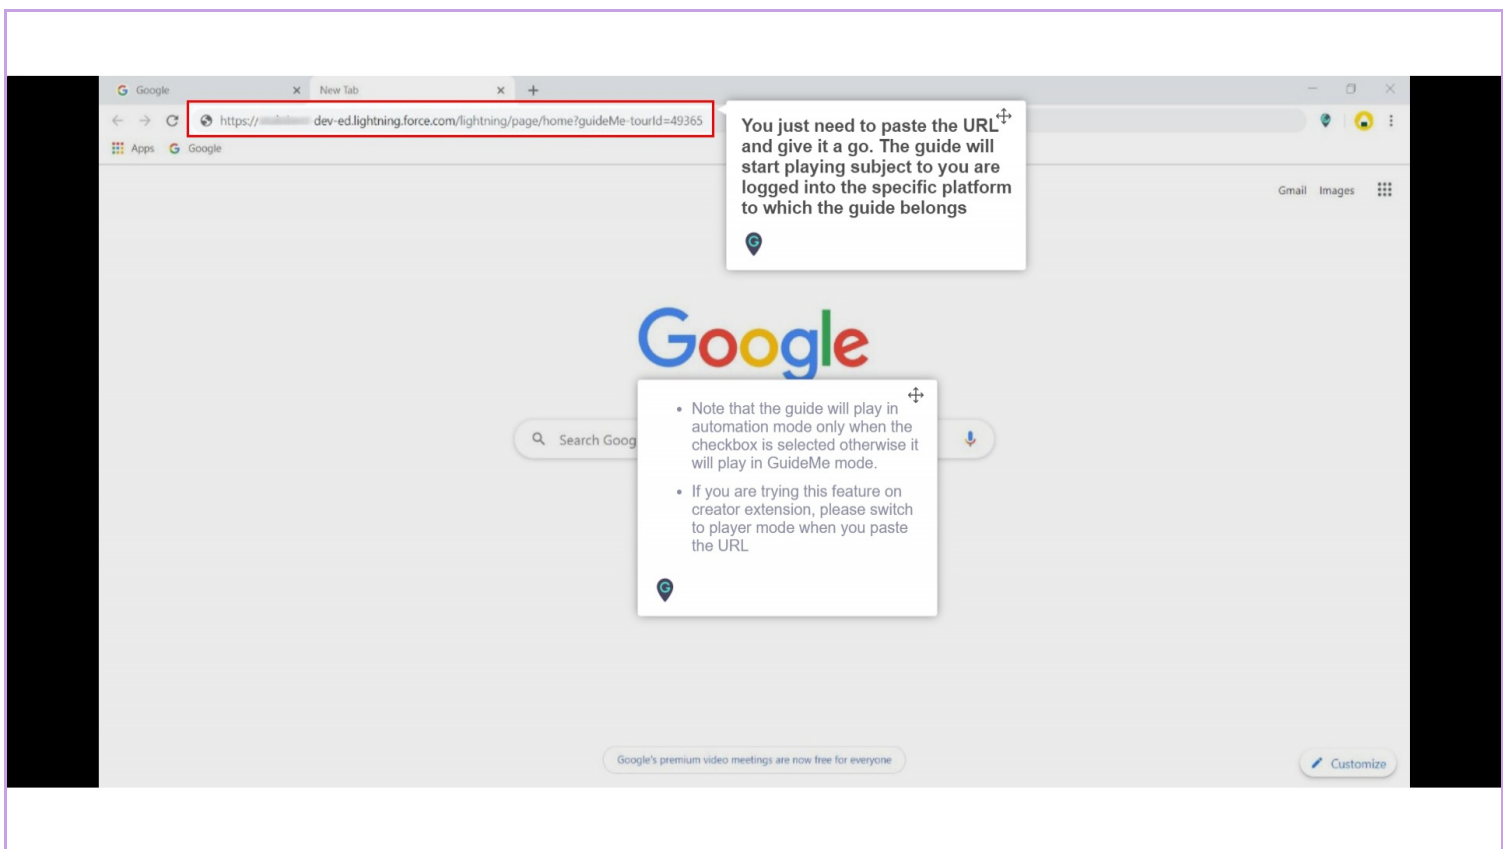 Google
New Tab
https:// dev-ed.lightning.force.com/lightning/page/home?guideMe-tourId=49365
Apps
Google
You just need to paste the URL
and give it a go. The guide will
start playing subject to you are
logged into the specific platform
to which the guide belongs
G
Gmail Images
Google
Search Goog
• Note that the guide will play in
automation mode only when the
checkbox is selected otherwise it
will play in GuideMe mode.
• If you are trying this feature on
creator extension, please switch
to player mode when you paste
the URL
G
Google's premium video meetings are now free for everyone
Customize